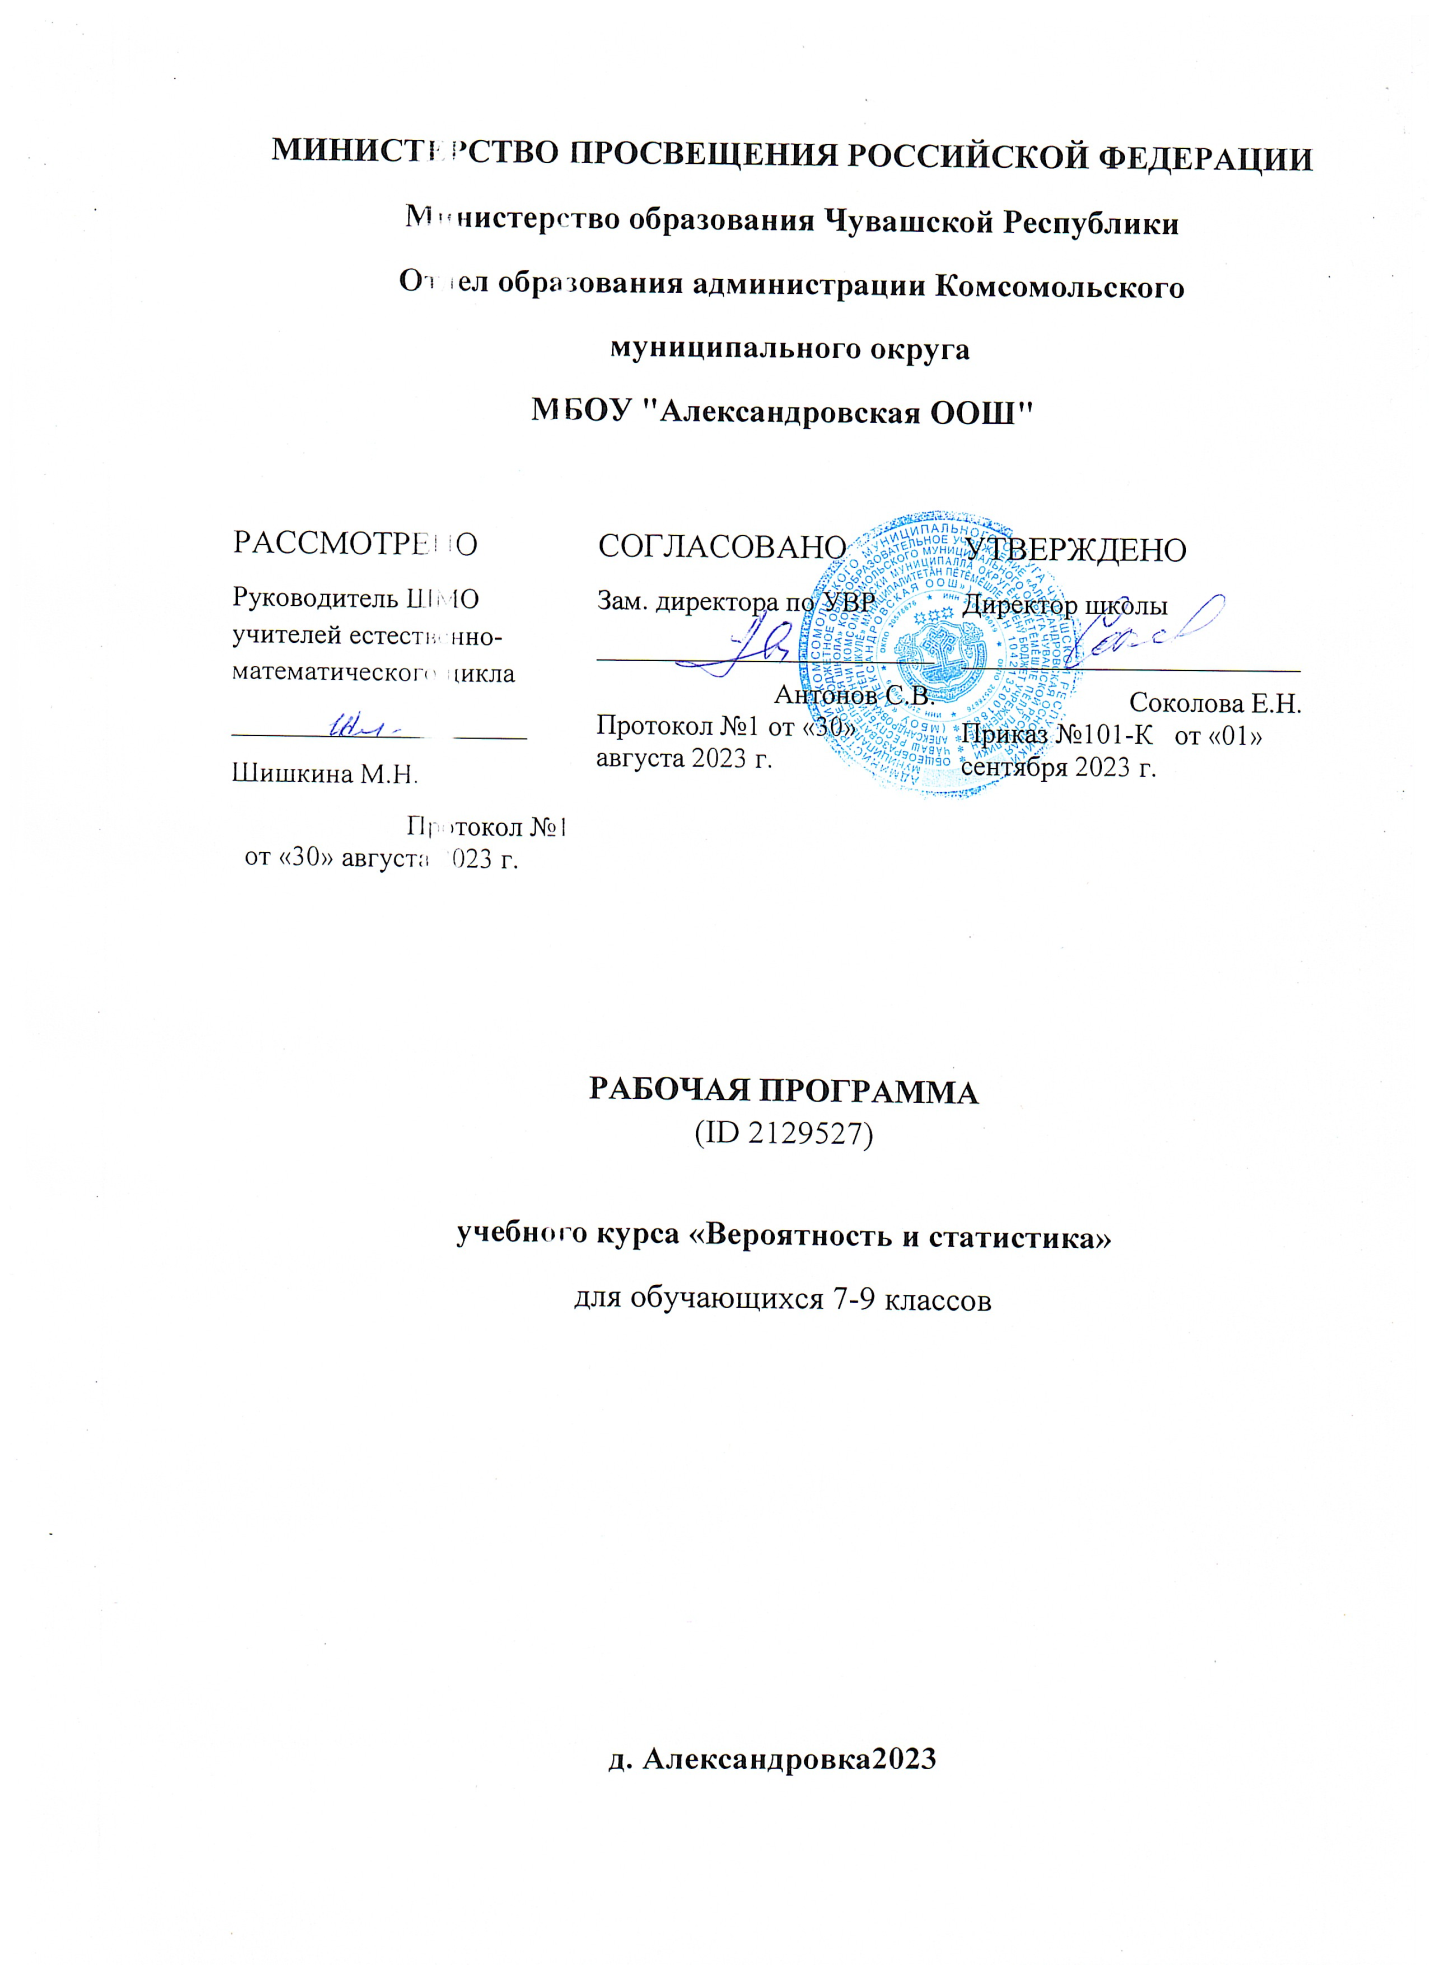 МИНИСТЕРСТВО ПРОСВЕЩЕНИЯ РОССИЙСКОЙ ФЕДЕРАЦИИ
Министерство образования Чувашской Республики
Отдел образования администрации Комсомольского
муниципального округа
МБОУ "Александровская ООШ"
РАССМОТРЕНО
Руководитель ШМО
учителей естественно-
математического цикла
Шишкина М.Н.
Протокол №1
от «30» августа 2023 г.
СОГЛАСОВАНО
Зам. директора по УВР
Антонов С.В.
Протокол №1 от «30»
августа 2023 г.
УТВЕРЖДЕНО
Директор школы
Соколова Е.Н.
Приказ №101-К от «01»
сентября 2023 г.
РАБОЧАЯ ПРОГРАММА
(ID 2129527)
учебного курса «Вероятность и статистика»
для обучающихся 7-9 классов
д. Александровка2023